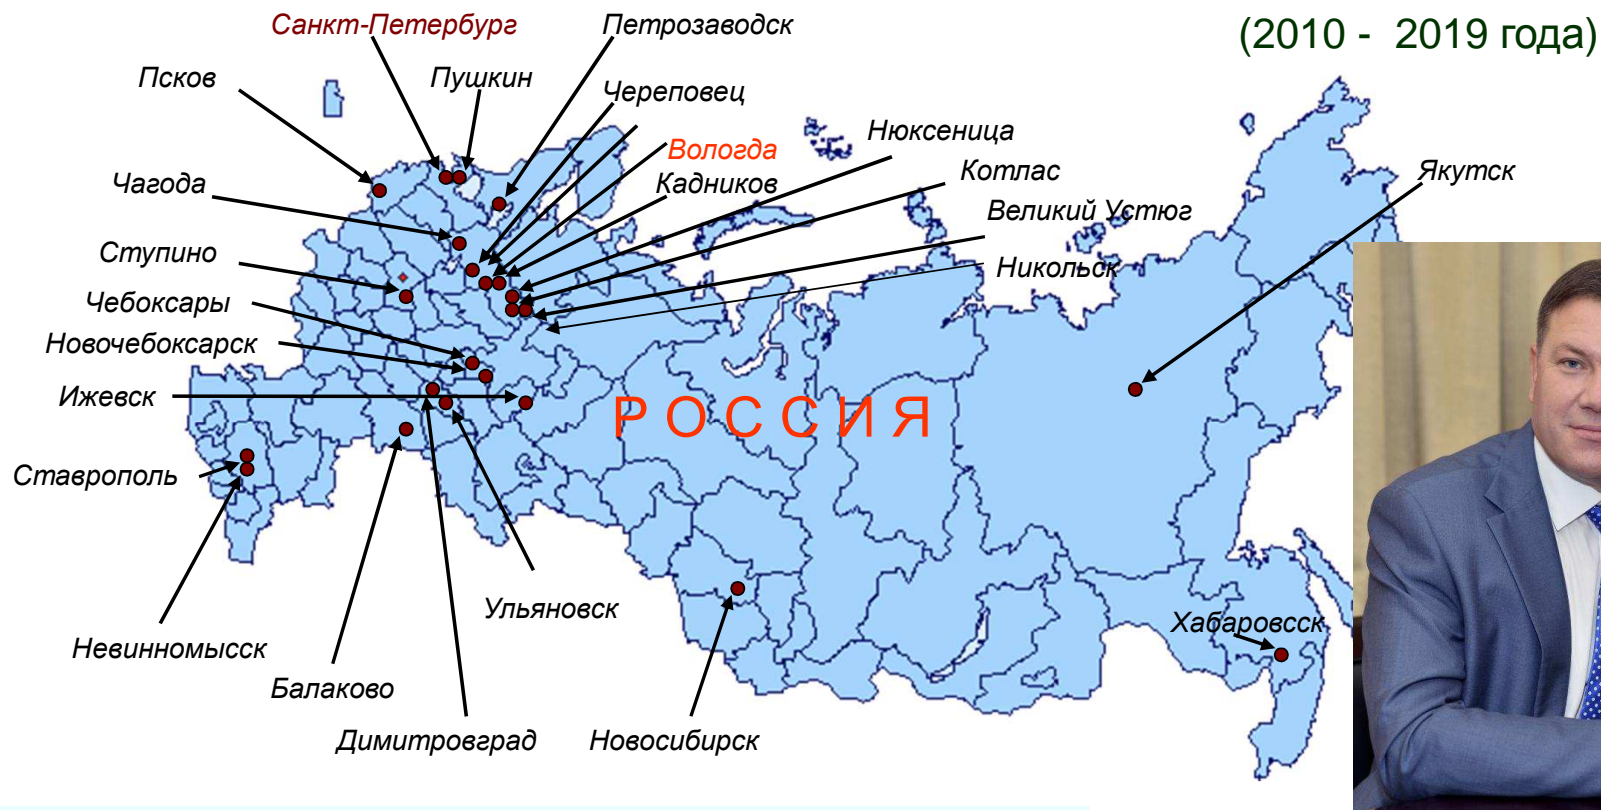 Санкт-Петербург
Петрозаводск
(2010 - 2019 года)
Псков
Пушкин
Череповец
Нюксеница
Вологда
Чагода
Кадников
Котлас
Якутск
Великий Устюг
Ступино
Никольск
Чебоксары
Новочебоксарск
Ижевск
РОССИЯ
Ставрополь
Ульяновск
Хабаровсск
Невинномысск
Балаково
Димитровград
Новосибирск